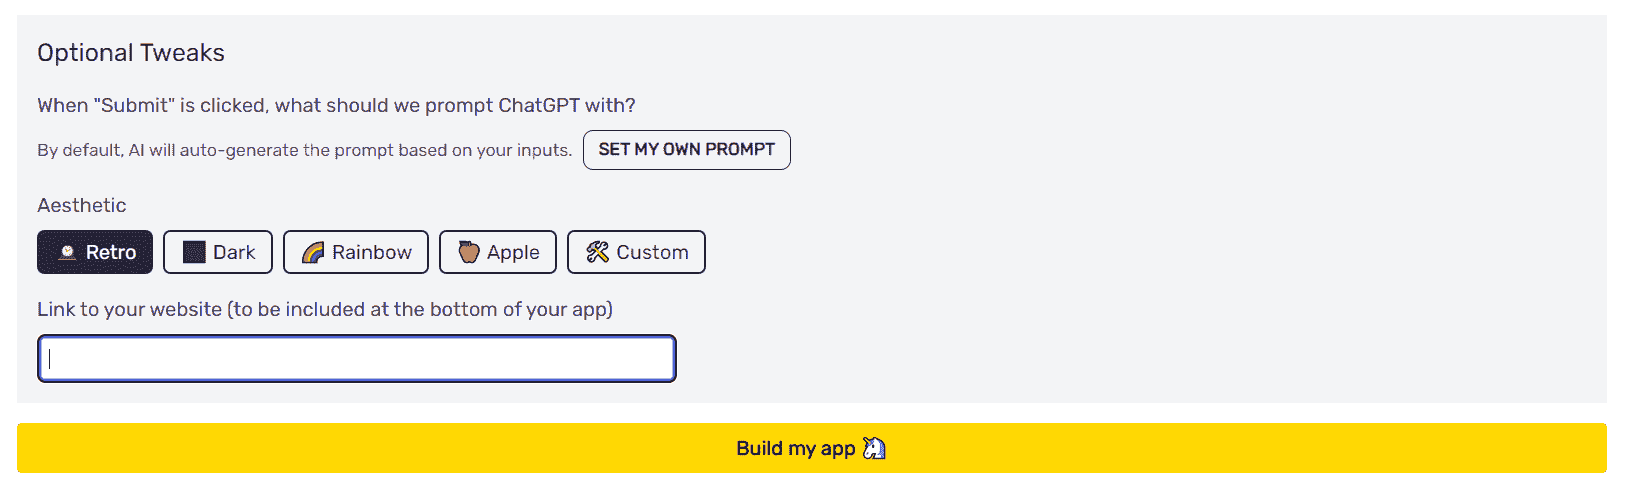 Optional Tweaks
When "Submit" is clicked, what should we prompt ChatGPT with?
By default, AI will auto-generate the prompt based on your inputs. SET MY OWN PROMPT
Aesthetic
Retro Dark Rainbow Apple Custom
Link to your website (to be included at the bottom of your app)
Build my app